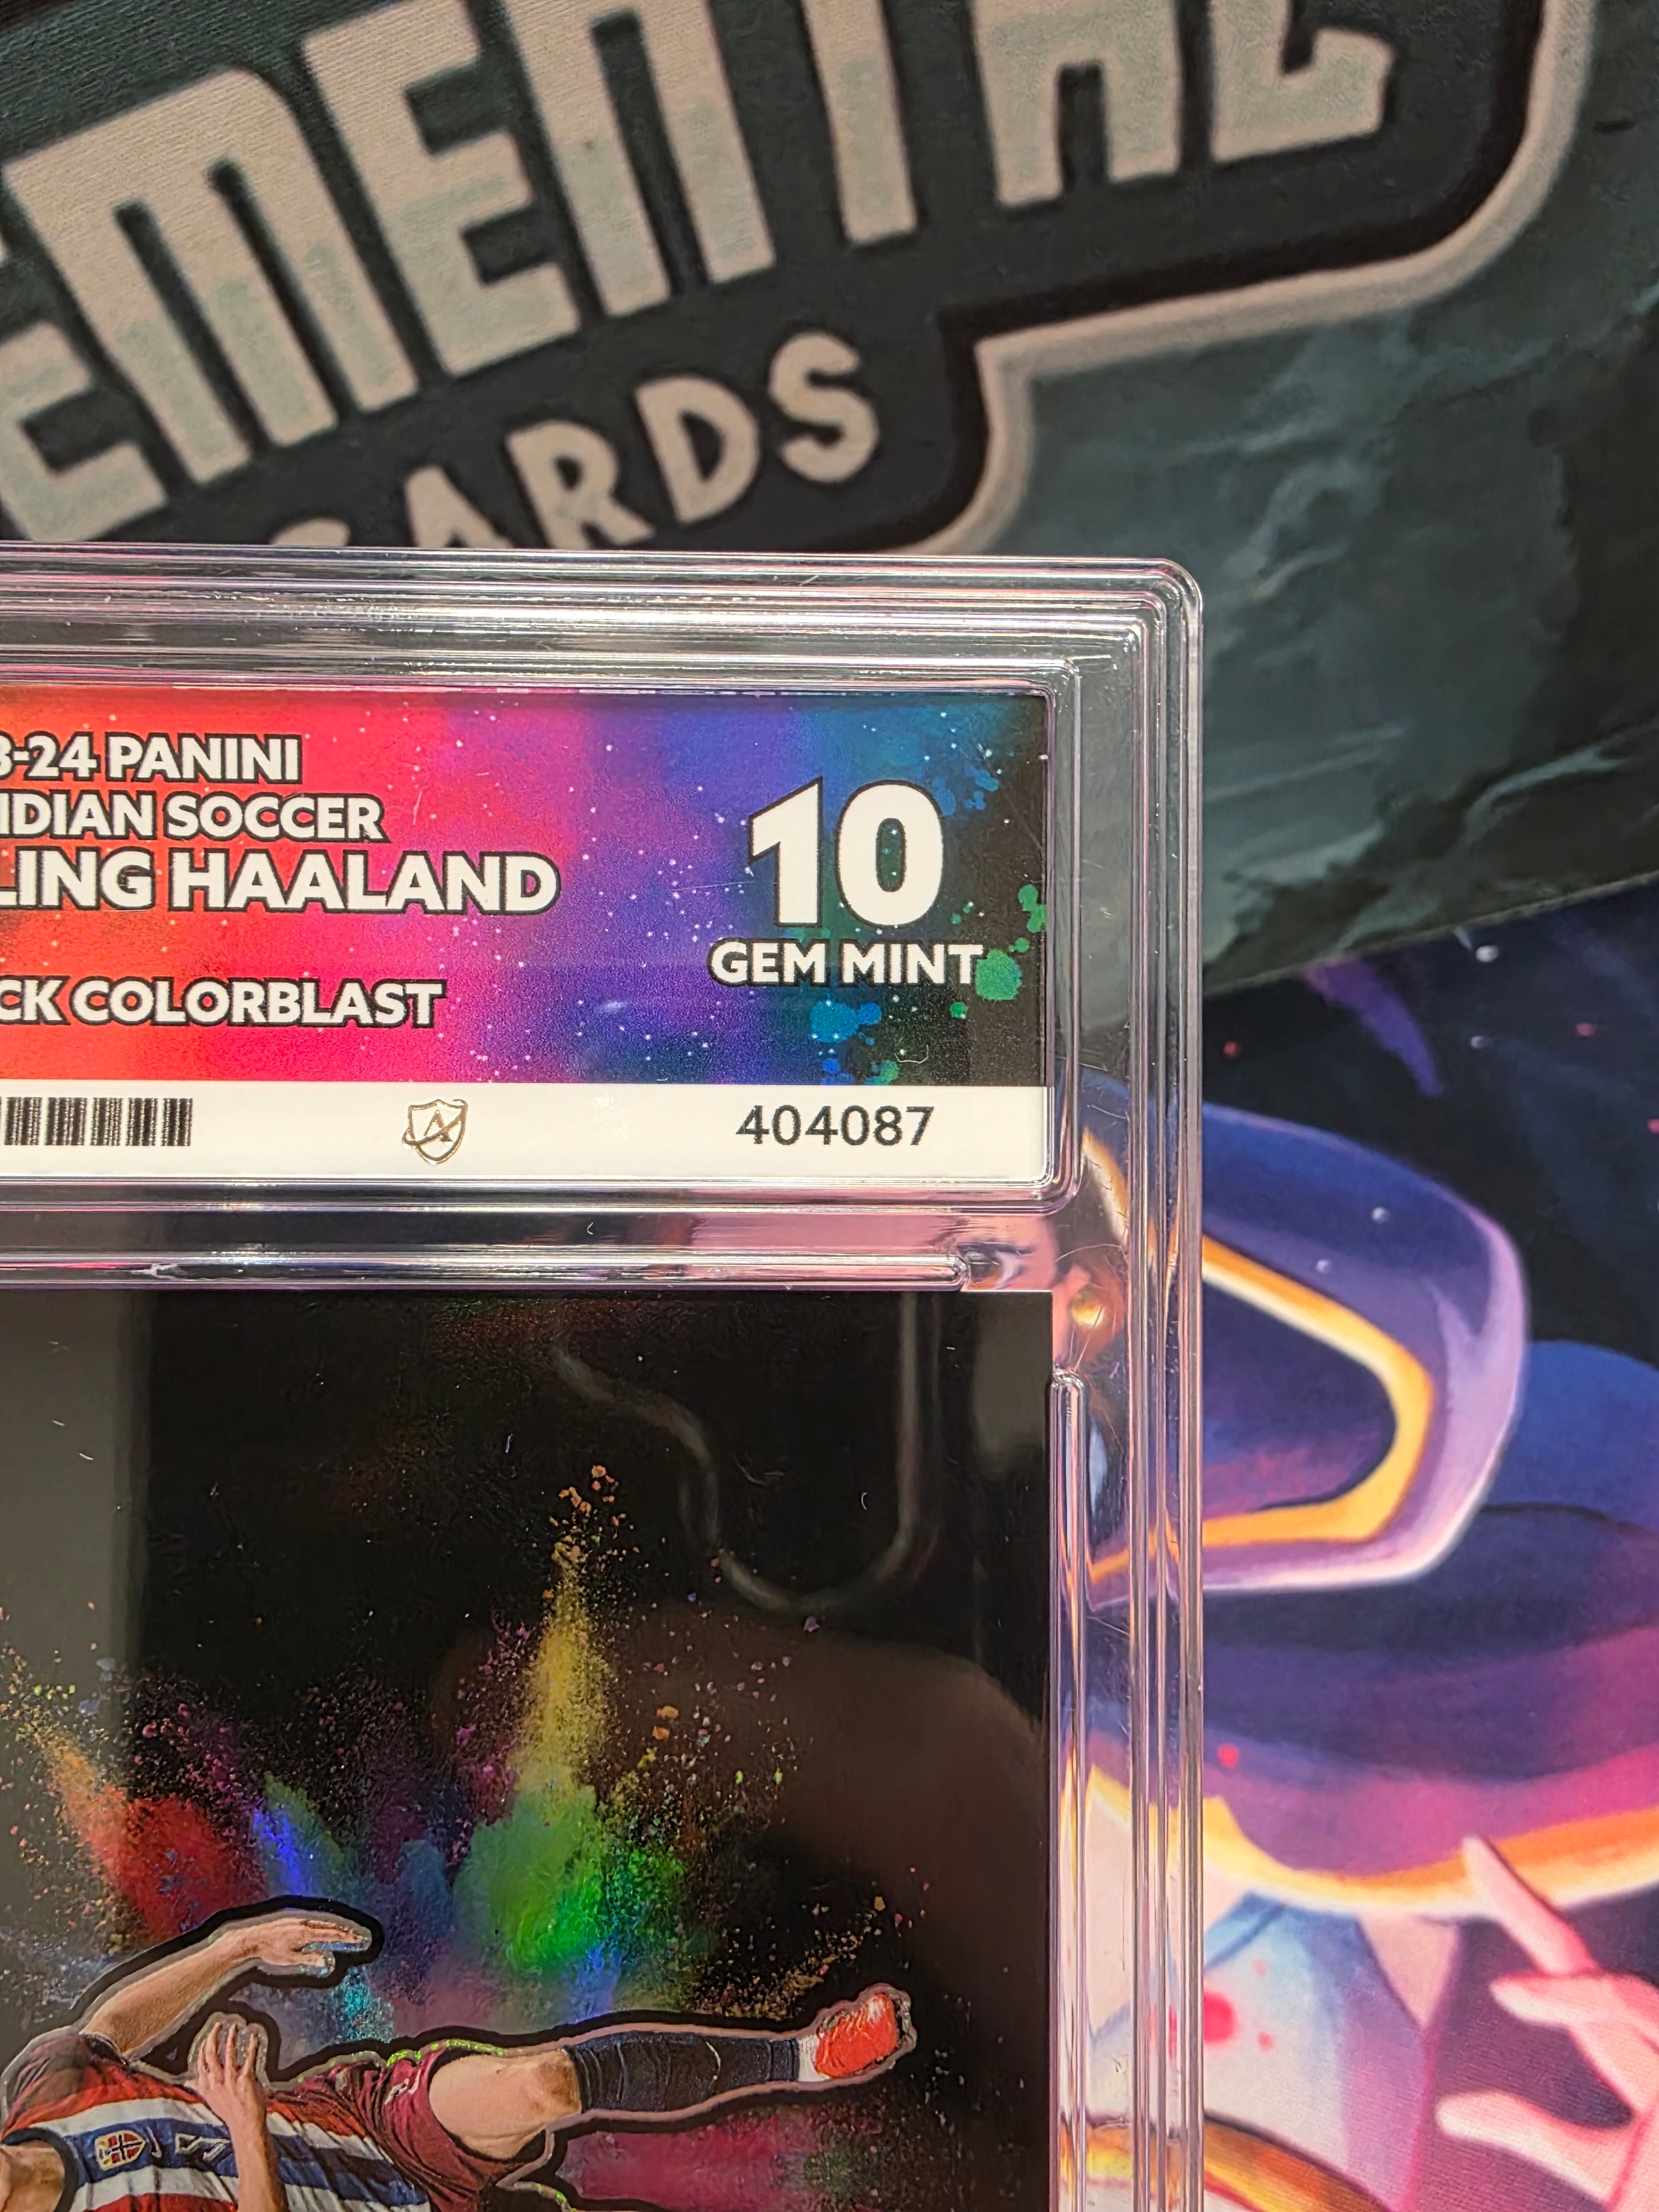 EMENTAL
CARDS
3-24 PANINI
IDIAN SOCCER
LING HAALAND
10
GEM MINT
CK COLORBLAST
404087